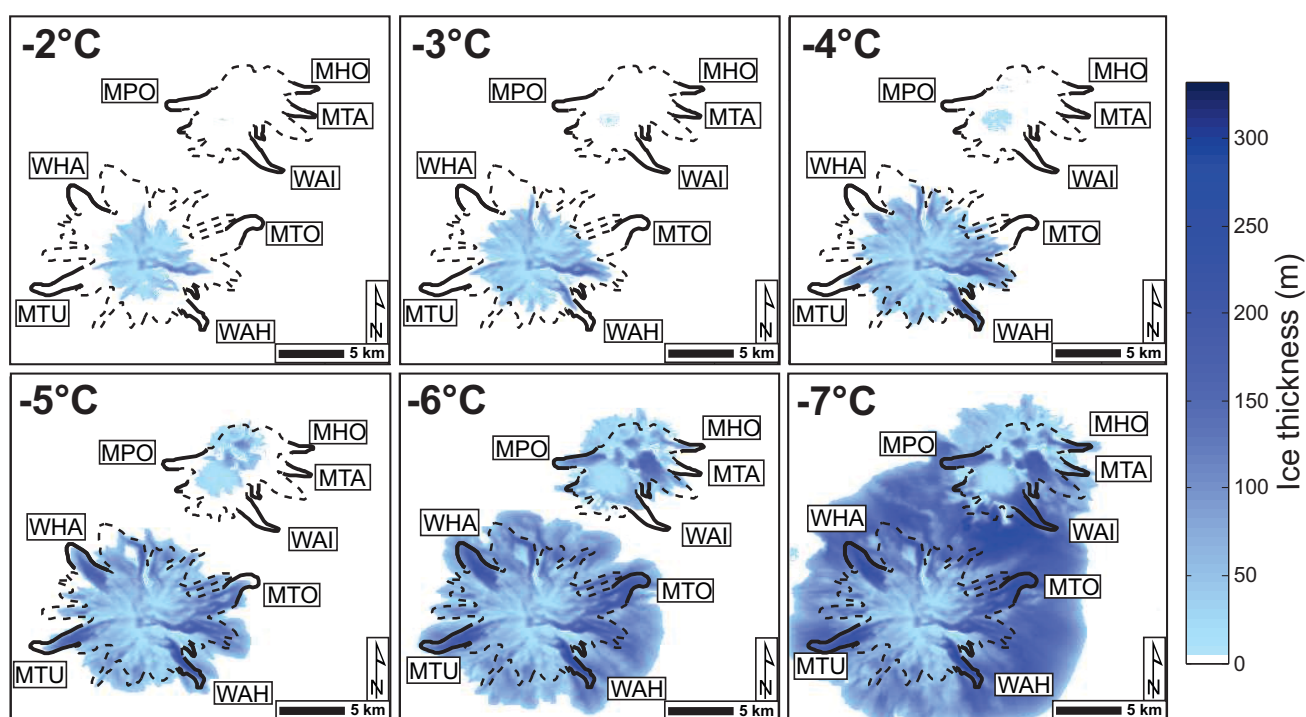 -2°C
MHO
MPO
MTA
WAI
WHA
MTO
MTU
WAH
N
5 km
-3°C
MHO
MPO
MTA
WAI
WHA
MTO
MTU
WAH
N
5 km
-4°C
MHO
MPO
MTA
WAI
WHA
MTO
MTU
WAH
N
5 km
-5°C
MHO
MPO
MTA
WAI
WHA
MTO
MTU
WAH
N
5 km
-6°C
MHO
MPO
MTA
WAI
WHA
MTO
MTU
WAH
N
5 km
-7°C
MPO
MHO
MTA
WAI
WHA
MTO
MTU
WAH
N
5 km
300
250
200
150
100
50
0
Ice thickness (m)